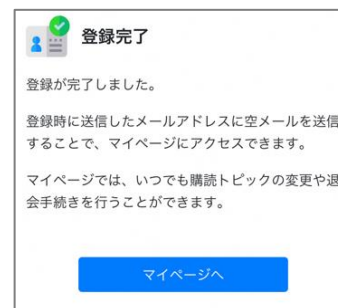 登録完了
登録が完了しました。
登録時に送信したメールアドレスに空メールを送信
することで、マイページにアクセスできます。
マイページでは、いつでも購読トピックの変更や退
会手続きを行うことができます。
マイページへ